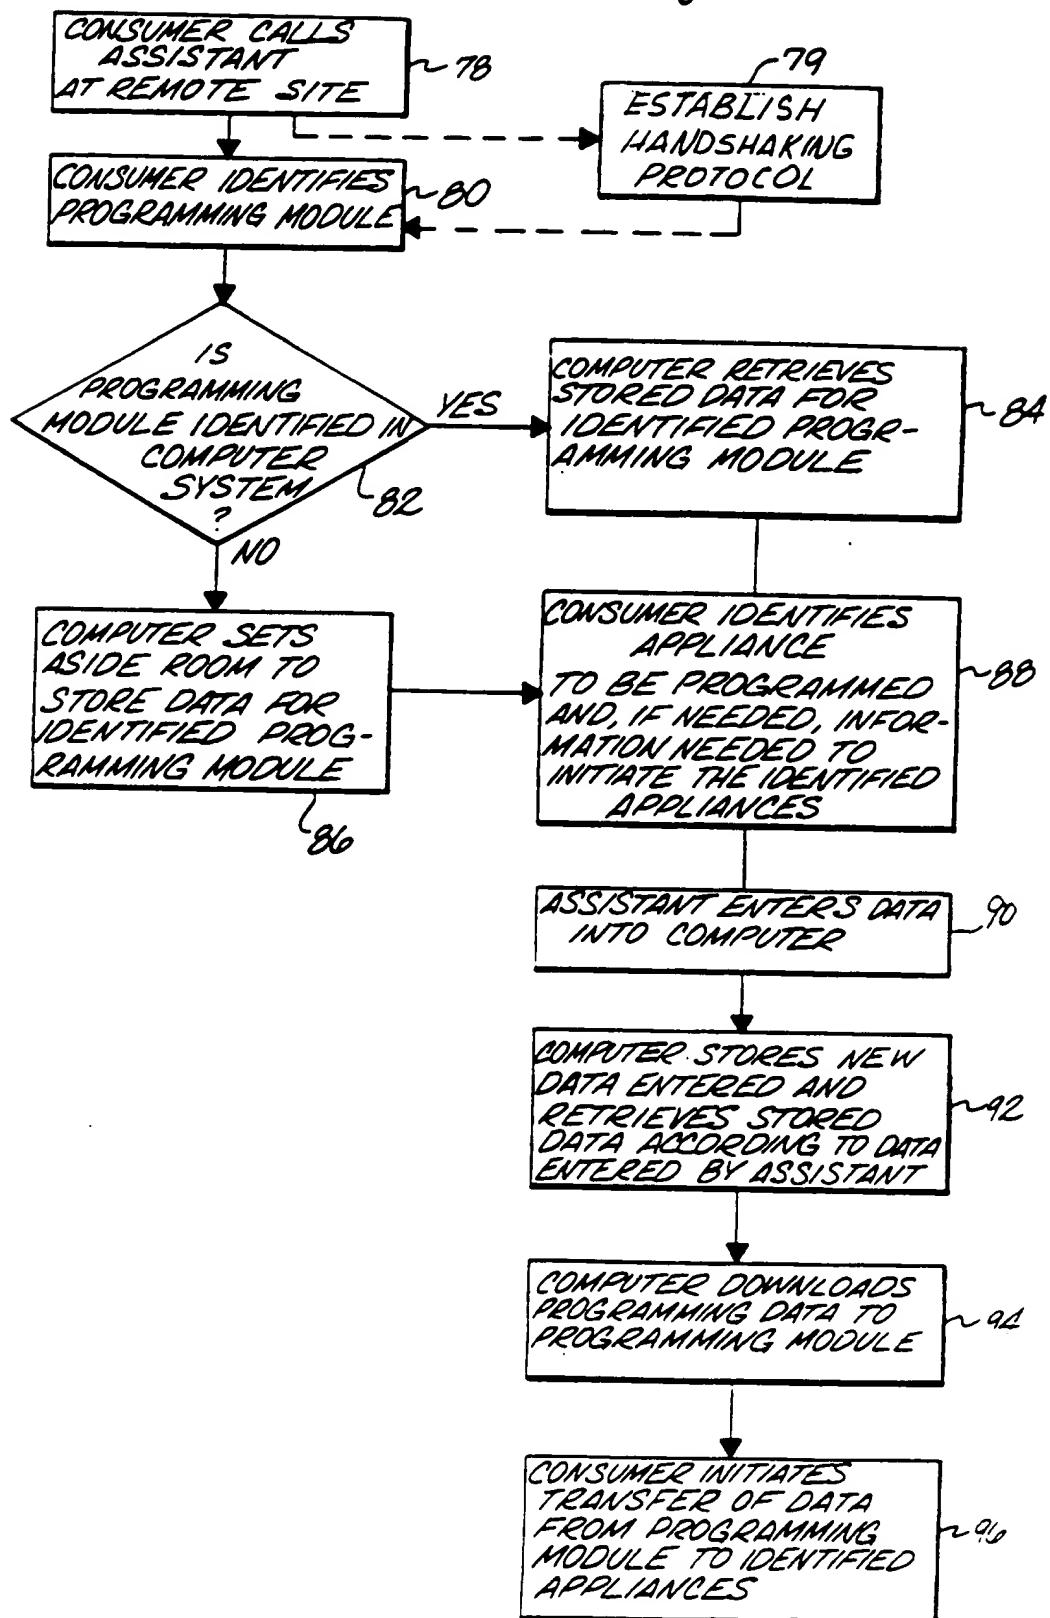 CONSUMER CALLS
ASSISTANT
AT REMOTE SITE
78
79
ESTABLISH
HANDSHAKING
PROTOCOL
CONSUMER IDENTIFIES
PROGRAMMING MODULE
80
IS
PROGRAMMING
MODULE IDENTIFIED IN
COMPUTER
SYSTEM
?
82
YES
NO
COMPUTER RETRIEVES
STORED DATA FOR
IDENTIFIED PROGR-
AMMING MODULE
84
COMPUTER SETS
ASIDE ROOM TO
STORE DATA FOR
IDENTIFIED PROG-
RAMMING MODULE
86
CONSUMER IDENTIFIES
APPLIANCE
TO BE PROGRAMMED
AND, IF NEEDED, INFOR-
MATION NEEDED TO
INITIATE THE IDENTIFIED
APPLIANCES
88
ASSISTANT ENTERS DATA
INTO COMPUTER
90
COMPUTER STORES NEW
DATA ENTERED AND
RETRIEVES STORED
DATA ACCORDING TO DATA
ENTERED BY ASSISTANT
92
COMPUTER DOWNLOADS
PROGRAMMING DATA TO
PROGRAMMING MODULE
94
CONSUMER INITIATES
TRANSFER OF DATA
FROM PROGRAMMING
MODULE TO IDENTIFIED
APPLIANCES
96